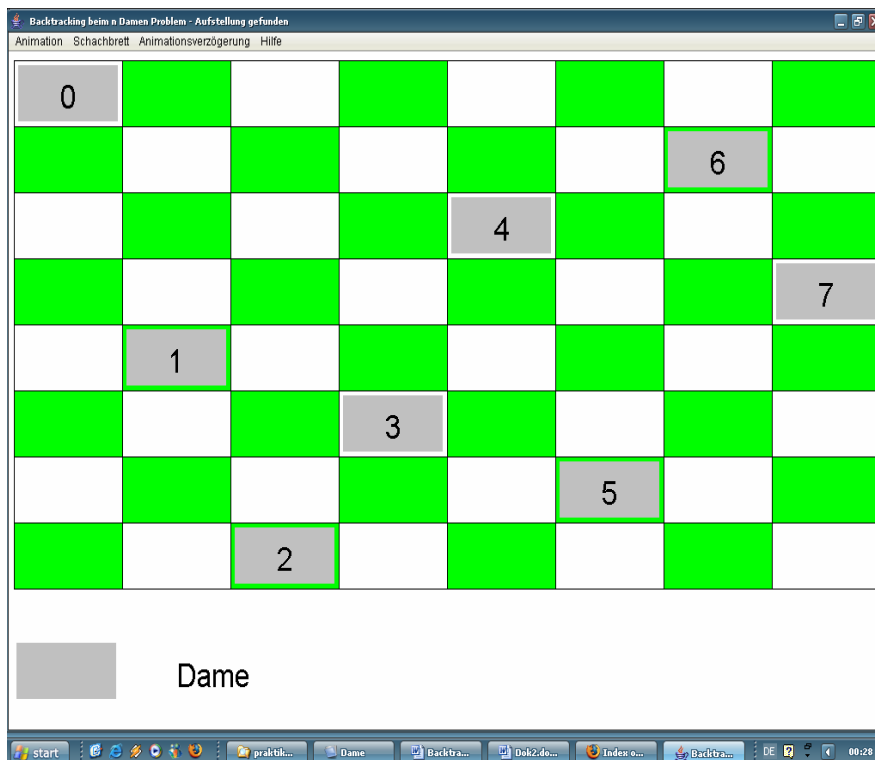 Backtracking beim n Damen Problem - Aufstellung gefunden
Animation Schachbrett Animationsverzögerung Hilfe
0
6
4
7
1
3
5
2
Dame
start praktik... Dame Backtra... Dok2.do... Index o... Backtra... DE 00:28